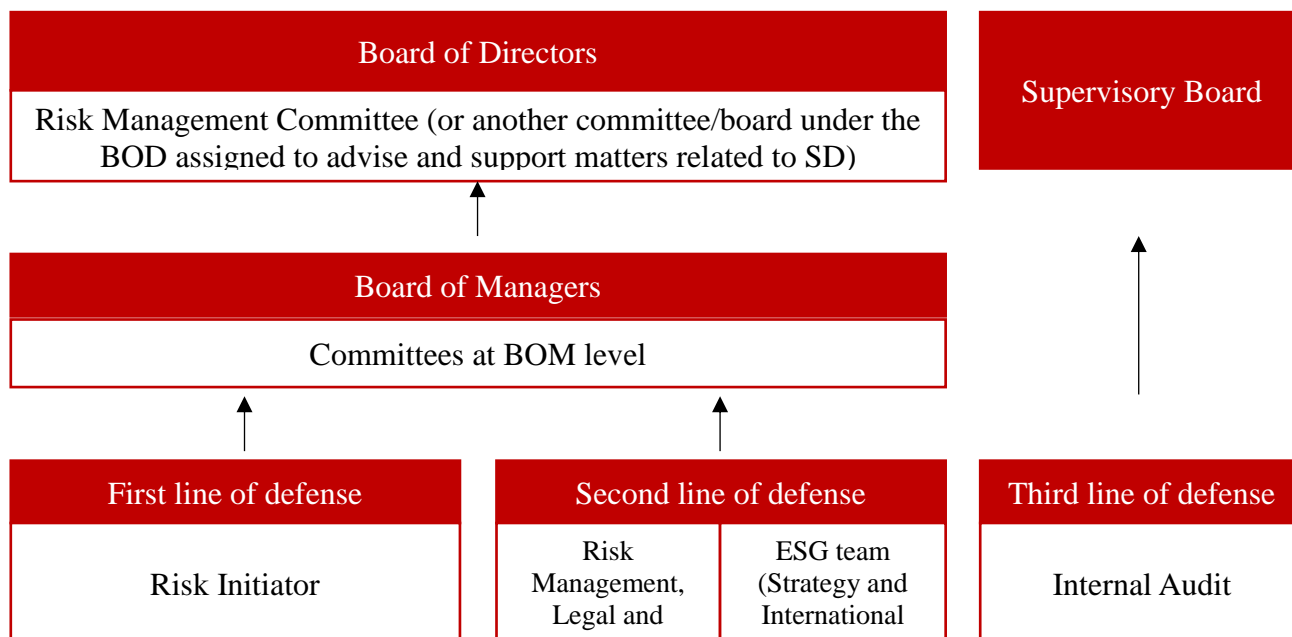 Board of Directors
Risk Management Committee (or another committee/board under the
BOD assigned to advise and support matters related to SD)
Supervisory Board
Board of Managers
Committees at BOM level
First line of defense
Risk Initiator
Second line of defense
Risk
Management,
Legal and
ESG team
(Strategy and
International
Third line of defense
Internal Audit